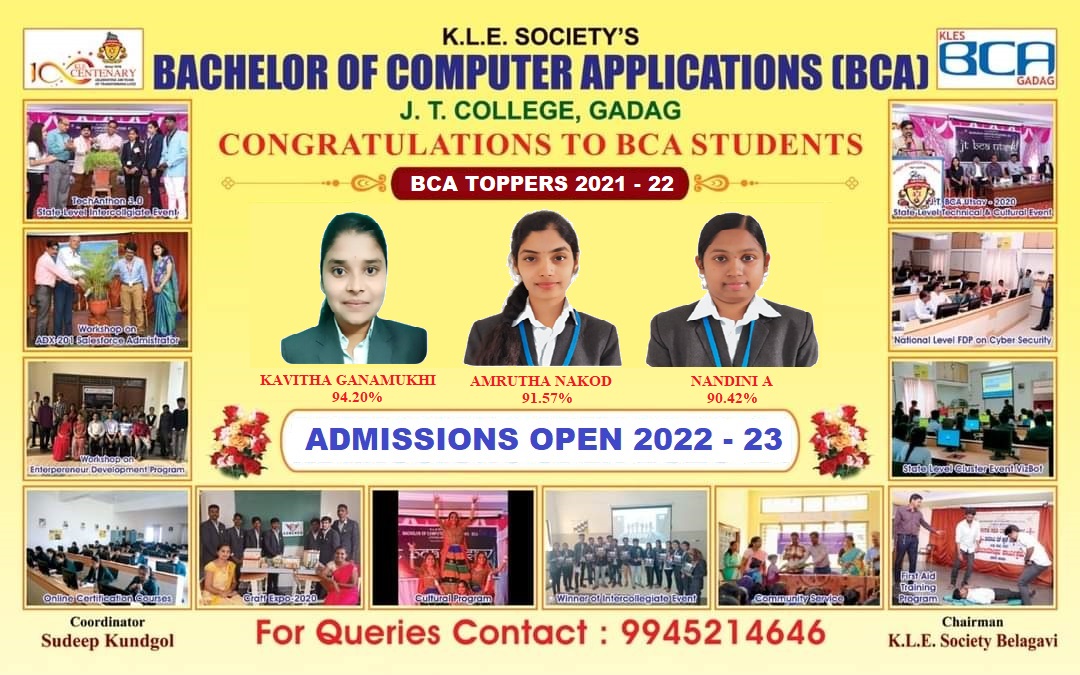 K.L.E. SOCIETY'S
BACHELOR OF COMPUTER APPLICATIONS (BCA)
J. T. COLLEGE, GADAG
CONGRATULATIONS TO BCA STUDENTS
BCA TOPPERS 2021 - 22
KLE
CENTENARY
KLES
BCA
GADAG
TechAnthon 3.0
State Level Intercollgiate Event
J.T. BCA Utsav - 2020
State Level Technical & Cultural Event
Workshop on
ADX-201 Salesforce Admistrator
National Level FDP on Cyber Security
KAVITHA GANAMUKHI
94.20%
AMRUTHA NAKOD
91.57%
NANDINI A
90.42%
Workshop on
Enterpereneur Development Program
ADMISSIONS OPEN 2022 - 23
State Level Cluster Event VizBot
Online Certification Courses
Craft Expo-2020
Cultural Program
Winner of Intercollegiate Event
Community Service
First Aid
Training
Program
Coordinator
Sudeep Kundgol
For Queries Contact : 9945214646
Chairman
K.L.E. Society Belagavi